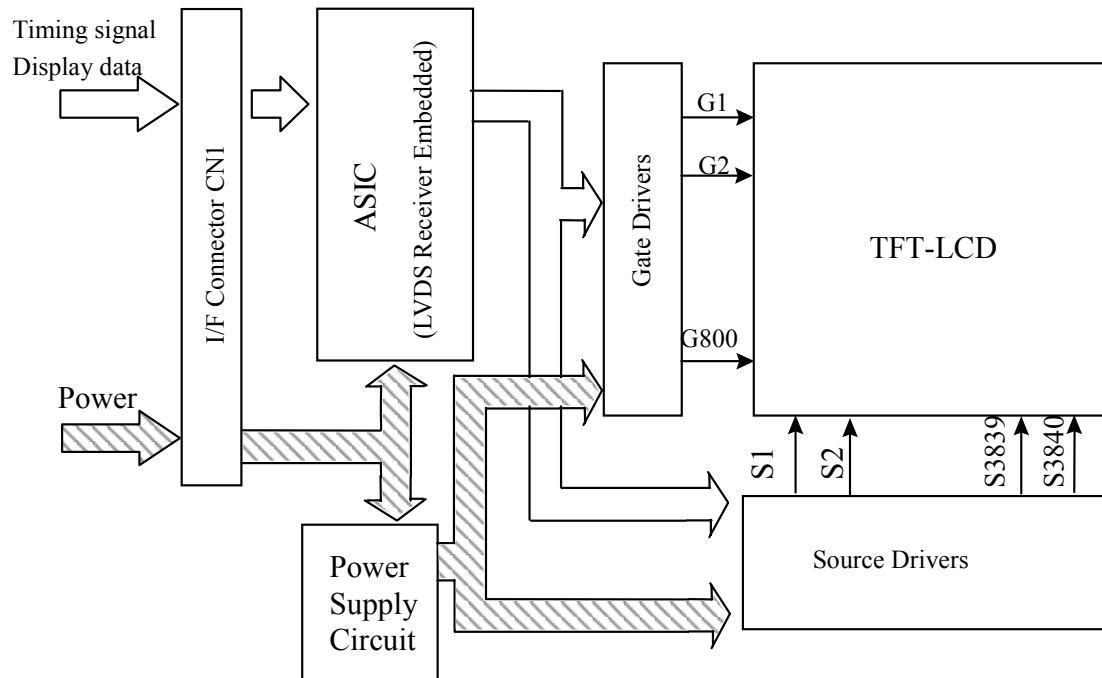 Timing signal
Display data
Power
I/F Connector CN1
ASIC
(LVDS Receiver Embedded)
Power
Supply
Circuit
Gate Drivers
G1
G2
G800
TFT-LCD
S1
S2
S3839
S3840
Source Drivers